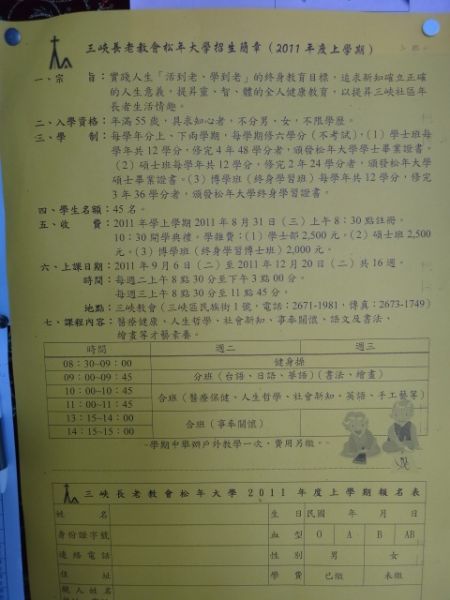 三峽長老教會松年大學招生簡章(2011年度上學期)
一、宗　　旨：實踐人生「活到老、學到老」的終身教育目標，追求新知確立正確
的人生意義，提昇靈、智、體的全人健康教育，以提昇三峽社區年
長者生活情趣。
二、入學資格：年滿55歲，具求知心者，不分男、女，不限學歷。
三、學　　制：每學年分上、下兩學期，每學期修六學分(不考試)，(1)學士班每
學年共12學分，修完4年48學分者，頒發松年大學學士畢業證書。
(2)碩士班每學年共12學分，修完2年24學分者，頒發松年大學
碩士畢業證書。(3)博學班(終身學習班)每學年共12學分，修完
3年36學分者，頒發松年大學終身學習證書。
四、學生名額：45名。
五、收　　費：2011年學上學期2011年8月31日(三)上午8：30點註冊，
10：30開學典禮。學雜費：(1)學士部2,500元。(2)碩士班2,500
元。(3)博學班(終身學習博士班)2,000元。
六、上課日期：2011年9月6日(二)至2011年12月20日(二)共16週。
時間：每週二上午8點30分至下午3點00分。
每週三上午8點30分至11點45分。
地點：三峽教會(三峽區民族街1號，電話：2671-1981，傳真：2673-1749)
七、課程內容：醫療健康、人生哲學、社會新知、事奉關懷、語文及書法、
繪畫等才藝素養。
時間　週二　週三
08：30~09：00　健身操
09：00~09：45　分班(台語、日語、華語)(書法、繪畫)
10：00~10：45　合班(醫療保健、人生哲學、社會新知、英語、手工藝等)
11：00~11：45
13：15~14：00　合班(事奉關懷)
14：15~15：00
學期中舉辦戶外教學一次，費用另繳。
三峽長老教會松年大學2011年度上學期報名表
姓名　生日　民國　年　月　日
身份證字號　血型　O　A　B　AB
連絡電話　性別　男　女
住址　學費　已繳　未繳